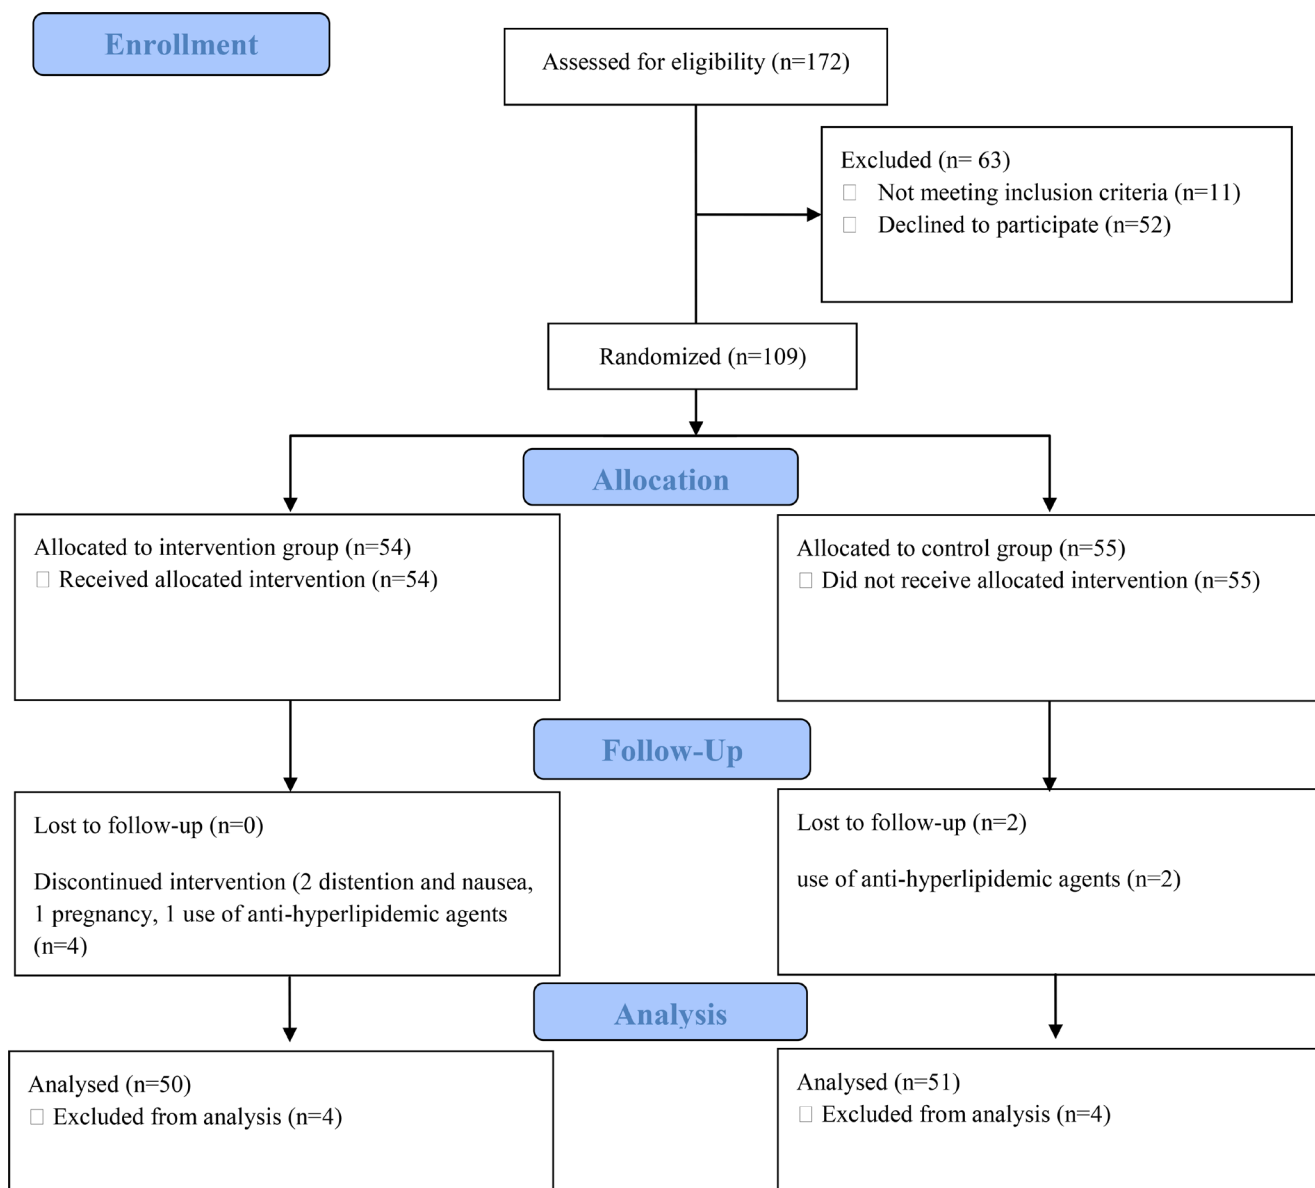 Enrollment
Assessed for eligibility (n=172)
Excluded (n= 63)
Not meeting inclusion criteria (n=11)
Declined to participate (n=52)
Randomized (n=109)
Allocation
Allocated to intervention group (n=54)
Received allocated intervention (n=54)
Allocated to control group (n=55)
Did not receive allocated intervention (n=55)
Follow-Up
Lost to follow-up (n=0)
Discontinued intervention (2 distention and nausea,
1 pregnancy, 1 use of anti-hyperlipidemic agents
(n=4)
Lost to follow-up (n=2)
use of anti-hyperlipidemic agents (n=2)
Analysis
Analysed (n=50)
Excluded from analysis (n=4)
Analysed (n=51)
Excluded from analysis (n=4)